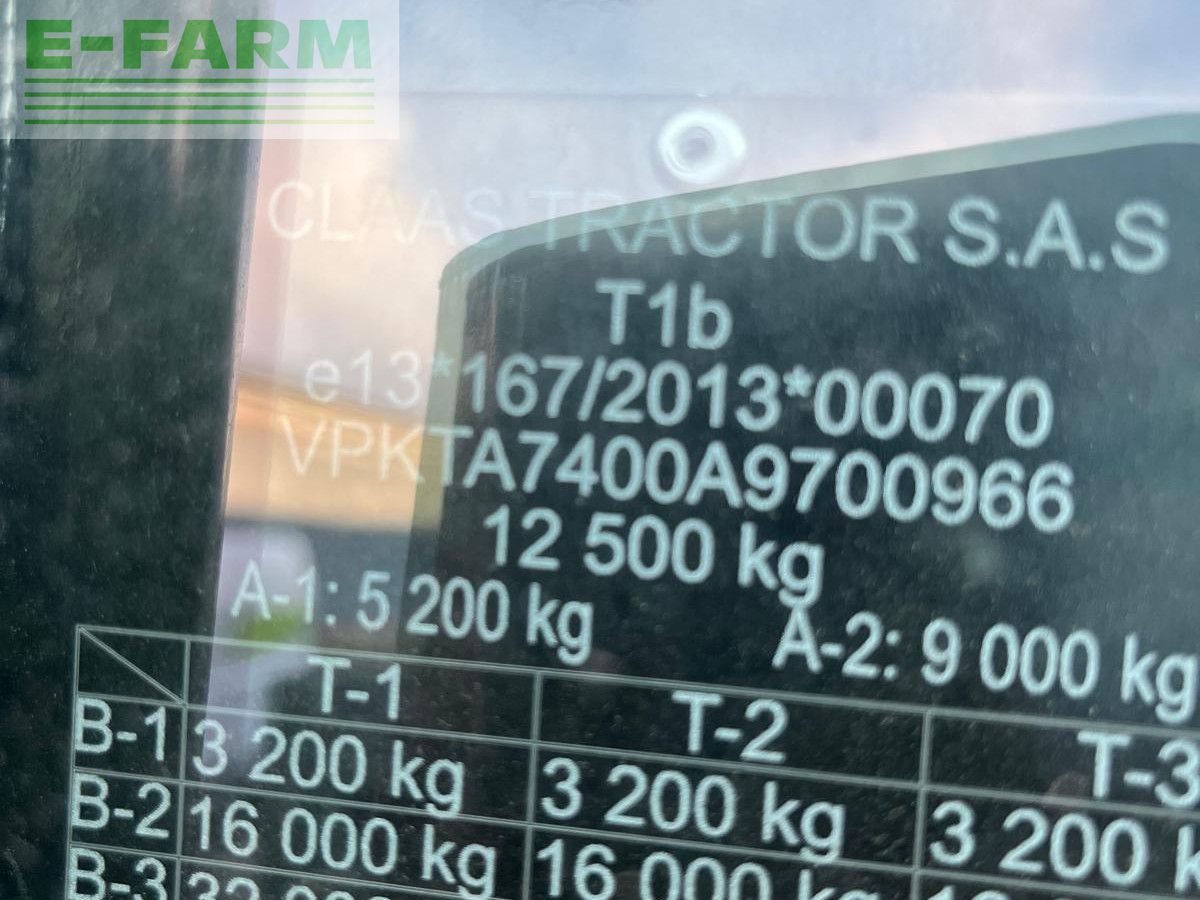 E-FARM
CLAAS TRACTOR S.A.S
T1b
e13*167/2013*00070
VPKTA7400A9700966
12 500 kg
A-1: 5 200 kg A-2: 9 000 kg
T-1 T-2 T-3
B-1 3 200 kg 3 200 kg 3 200 k
B-2 16 000 kg 16 000 kg
B-3